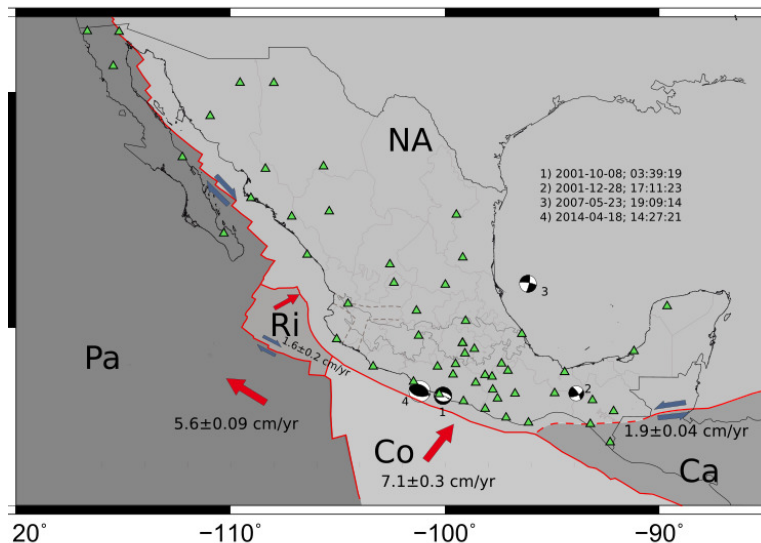 NA
1) 2001-10-08; 03:39:19
2) 2001-12-28; 17:11:23
3) 2007-05-23; 19:09:14
4) 2014-04-18; 14:27:21
3
Ri
Pa
1.6±0.2 cm/yr
2
4
1
5.6±0.09 cm/yr
1.9±0.04 cm/yr
Co
Ca
7.1±0.3 cm/yr
20° −110° −100° −90°